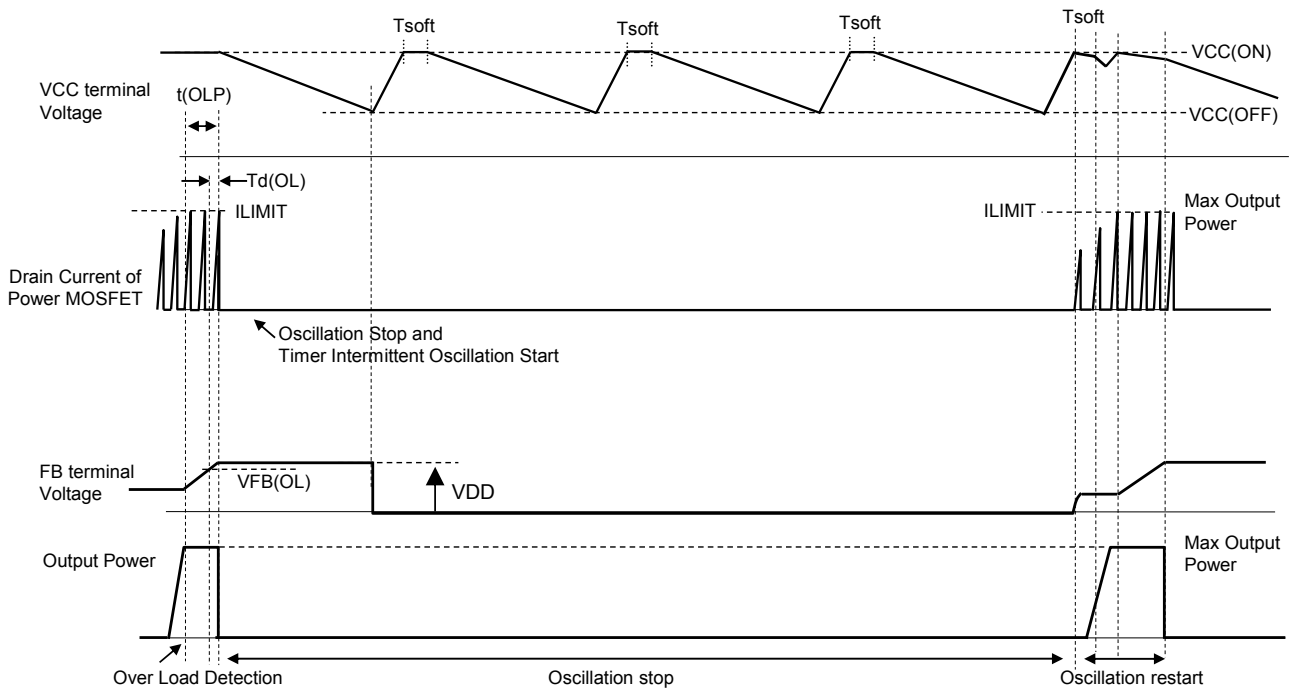 Tsoft
Tsoft
Tsoft
Tsoft
VCC(ON)
VCC terminal
Voltage
t(OLP)
VCC(OFF)
Td(OL)
ILIMIT
ILIMIT
Max Output
Power
Drain Current of
Power MOSFET
Oscillation Stop and
Timer Intermittent Oscillation Start
FB terminal
Voltage
VFB(OL)
VDD
Output Power
Max Output
Power
Over Load Detection
Oscillation stop
Oscillation restart